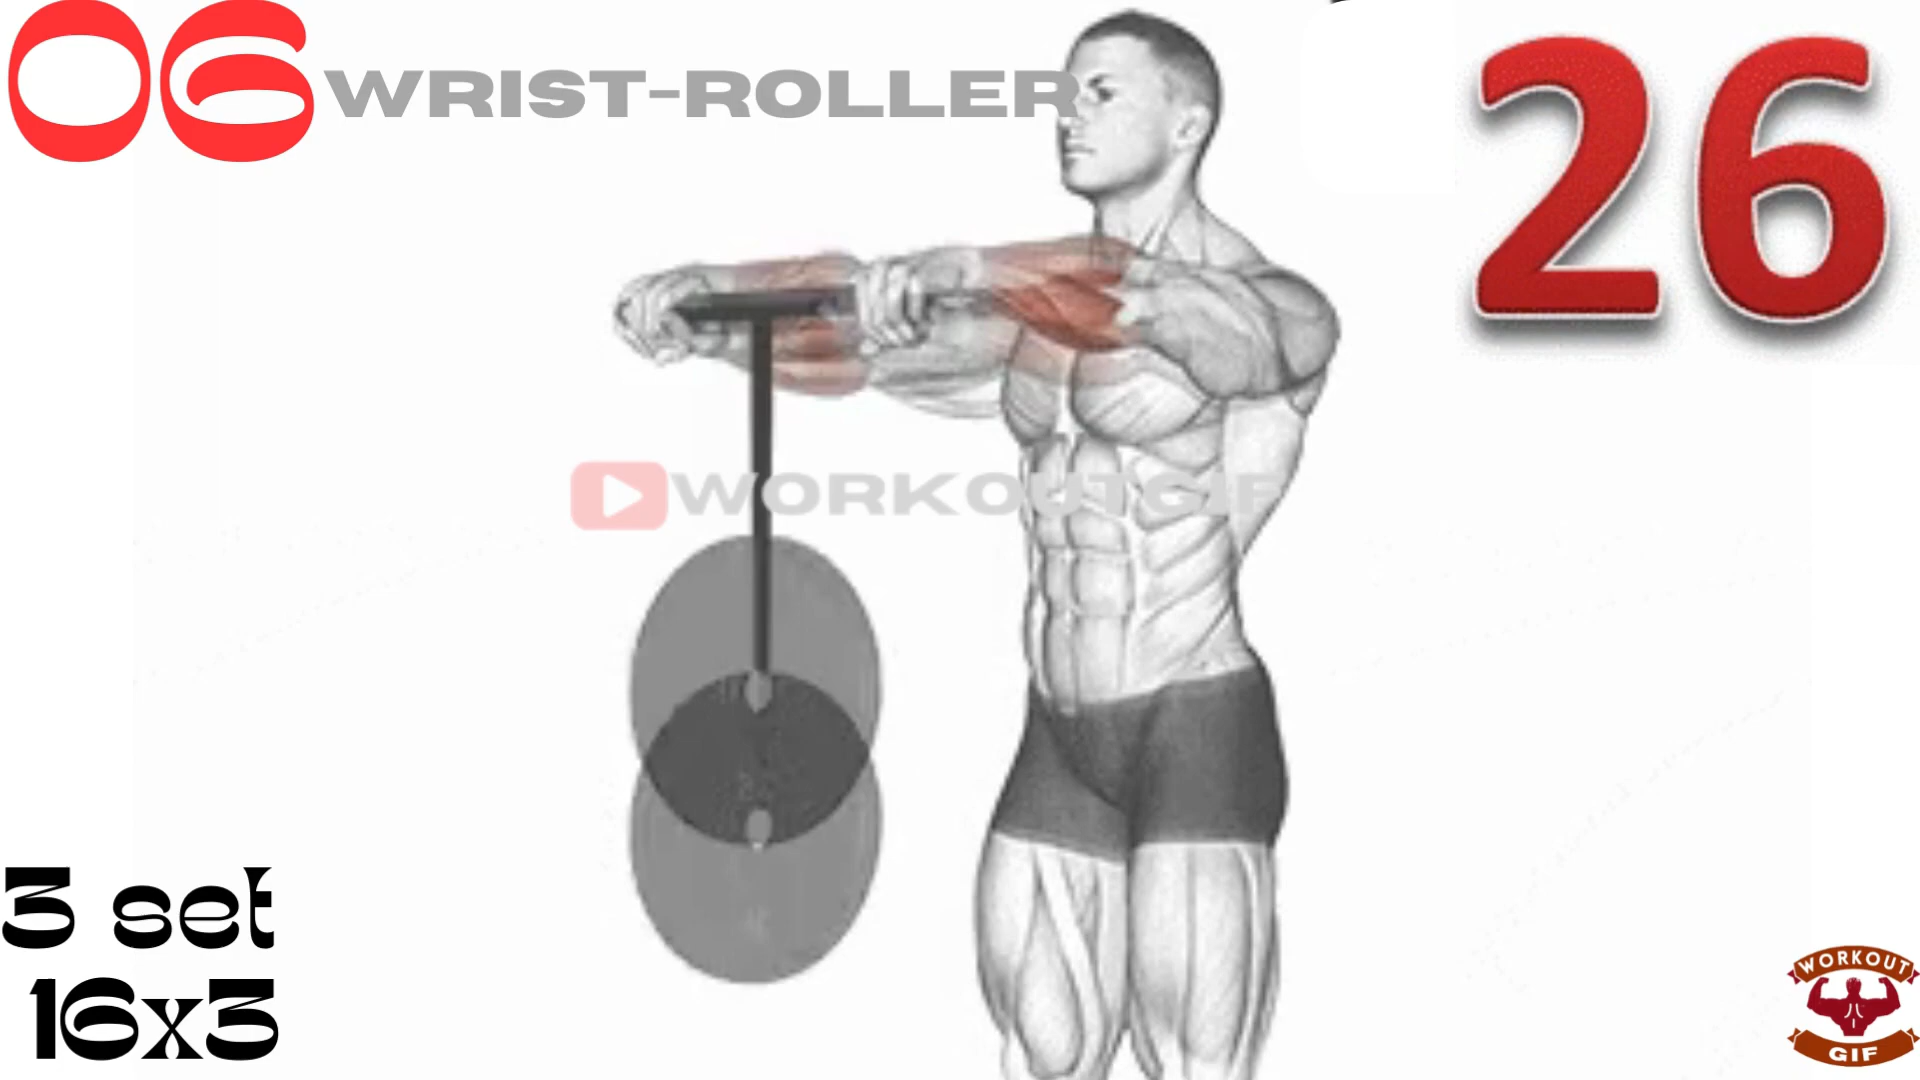 06 WRIST-ROLLER
26
WORKOUTGIF
3 set
16x3
WORKOUT
GIF